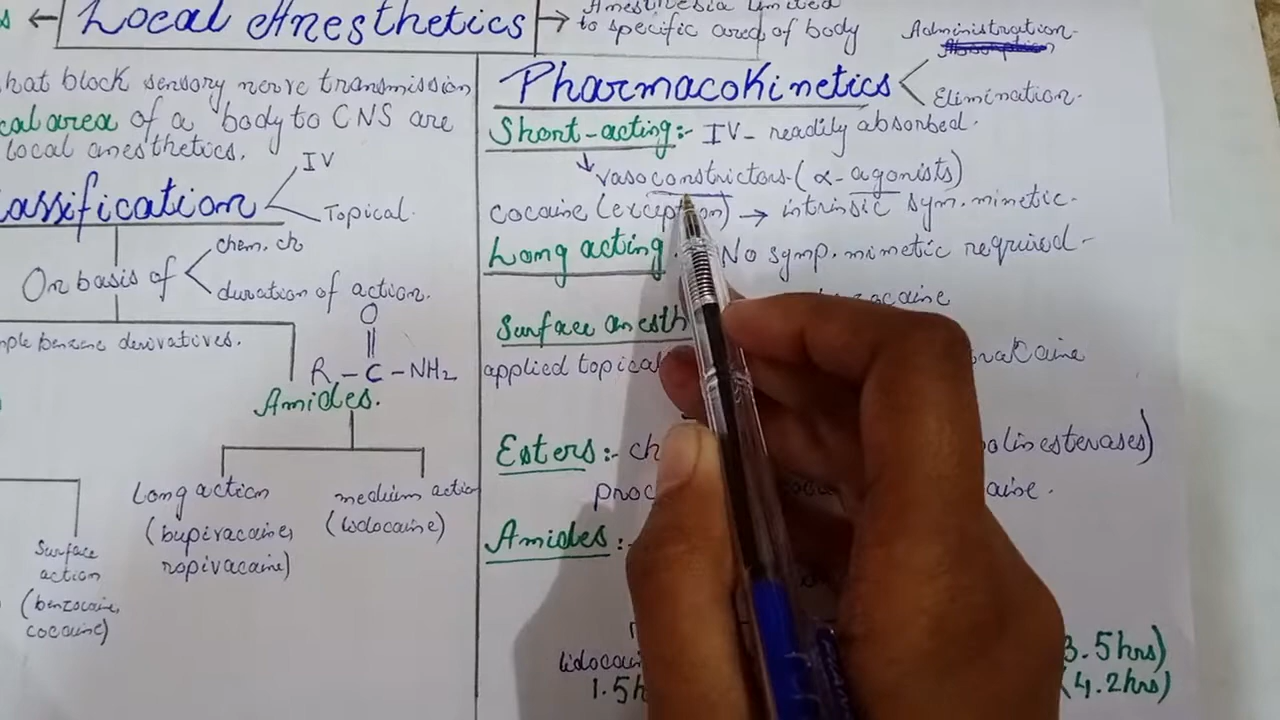 s ← Local Anesthetics → Anesthesia Limited
to specific area of body
hat block sensory nerve transmission
cal area of a body to CNS are
local anesthetics.
lassification
IV
Topical
On basis of
chem. ch
duration of action.
mple benzene derivatives.
O
R - C - NH₂
Amides.
Long action
(bupivacaine,
ropivacaine)
medium action
(lidocaine)
Surface
action
(benzocaine,
cocaine)
Pharmacokinetics
Administration
Elimination
Short-acting:- IV- readily absorbed.
vasoconstrictors (α-agonists)
cocaine (exception) → intrinsic sym. mimetic.
Long acting No symp. mimetic required
Surface anesth
applied topical
Esters:- ch olinesterases)
proc aine.
Amides:-
lidocai 3.5hrs)
1.5h (4.2hrs)